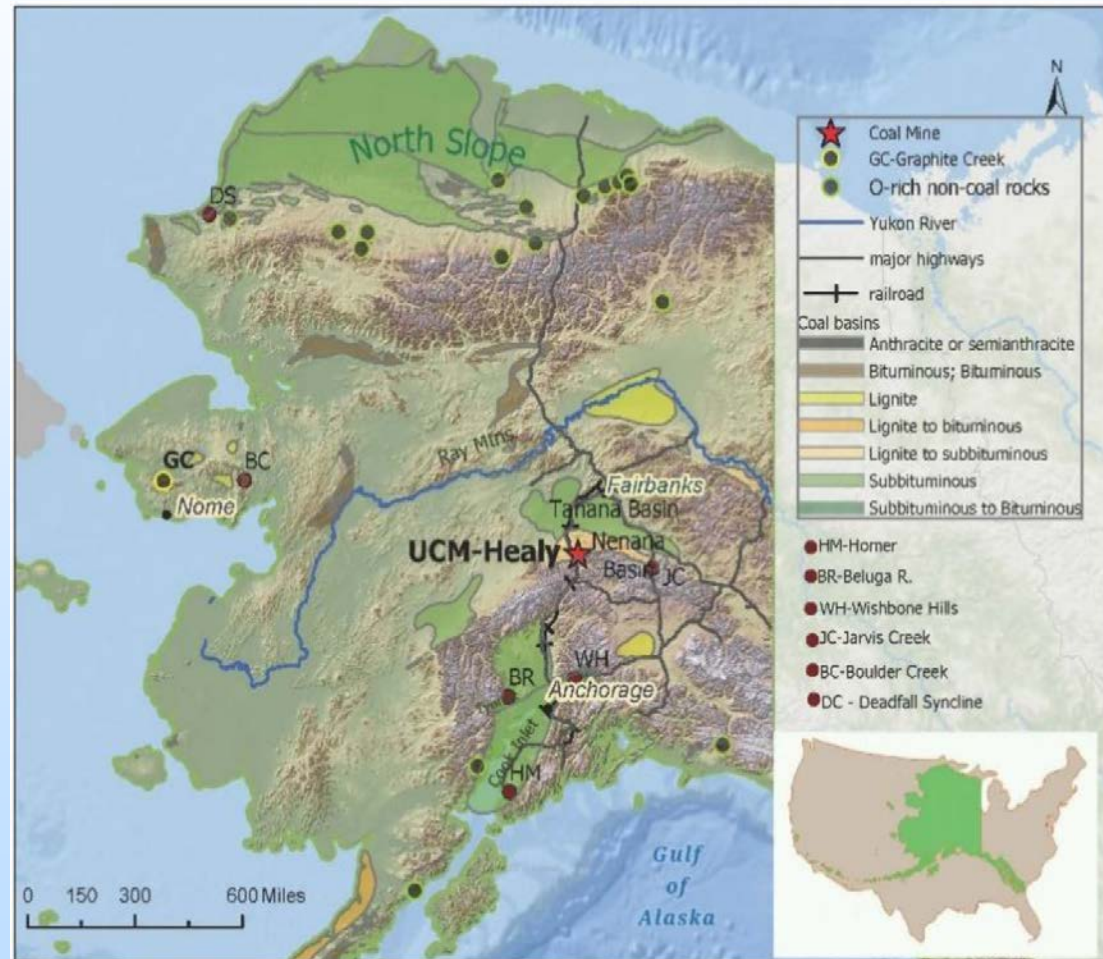 North Slope
DS
Ray Mtns
GC
BC
Nome
Fairbanks
Tanana Basin
UCM-Healy
Nenana
Basin
JC
BR
WH
Anchorage
Cook Inlet
HM
Gulf
of
Alaska
0 150 300 600 Miles
N
Coal Mine
GC-Graphite Creek
O-rich non-coal rocks
Yukon River
major highways
railroad
Coal basins
Anthracite or semianthracite
Bituminous; Bituminous
Lignite
Lignite to bituminous
Lignite to subbituminous
Subbituminous
Subbituminous to Bituminous
HM-Homer
BR-Beluga R.
WH-Wishbone Hills
JC-Jarvis Creek
BC-Boulder Creek
DC - Deadfall Syncline